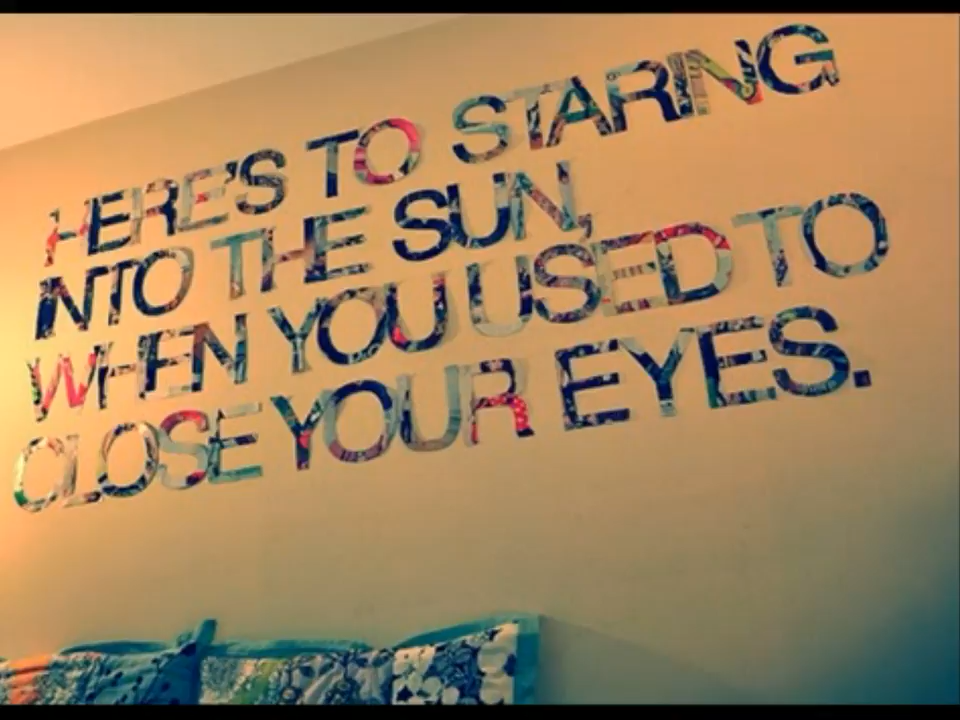 HERE'S TO STARING
INTO THE SUN,
WHEN YOU USED TO
CLOSE YOUR EYES.